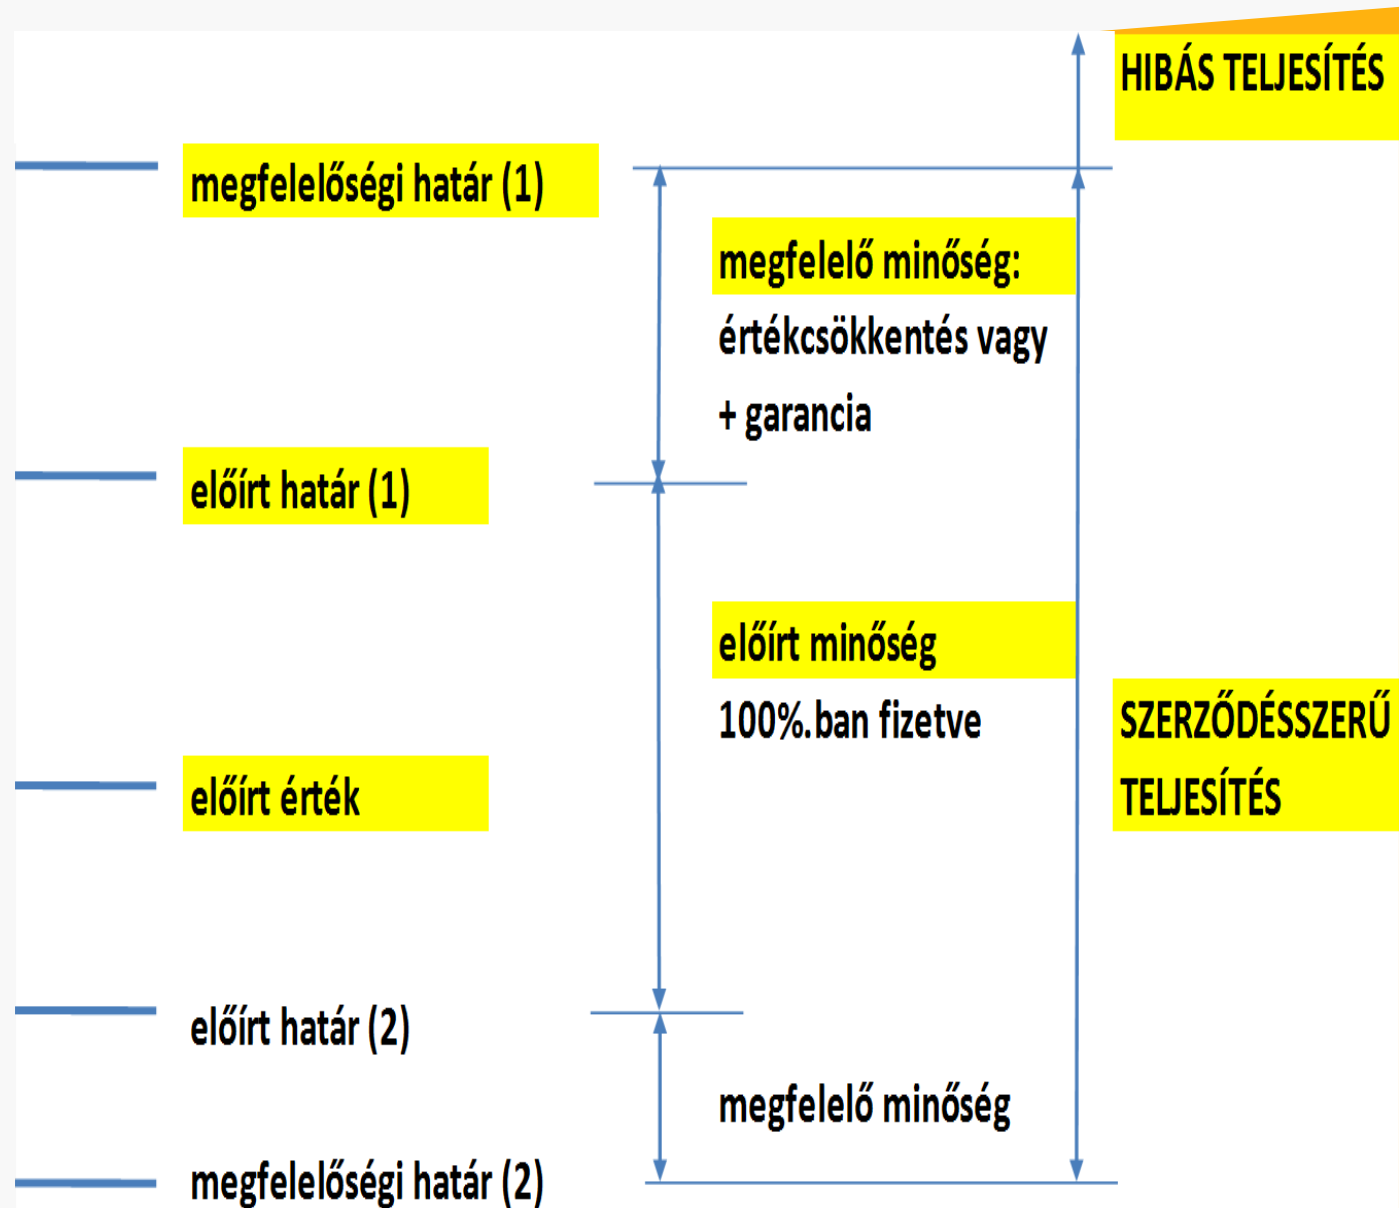 HIBÁS TELJESÍTÉS
megfelelőségi határ (1)
megfelelő minőség:
értékcsökkentés vagy
+ garancia
előírt határ (1)
előírt minőség
100%.ban fizetve
SZERZŐDÉSSZERŰ
TELJESÍTÉS
előírt érték
előírt határ (2)
megfelelő minőség
megfelelőségi határ (2)